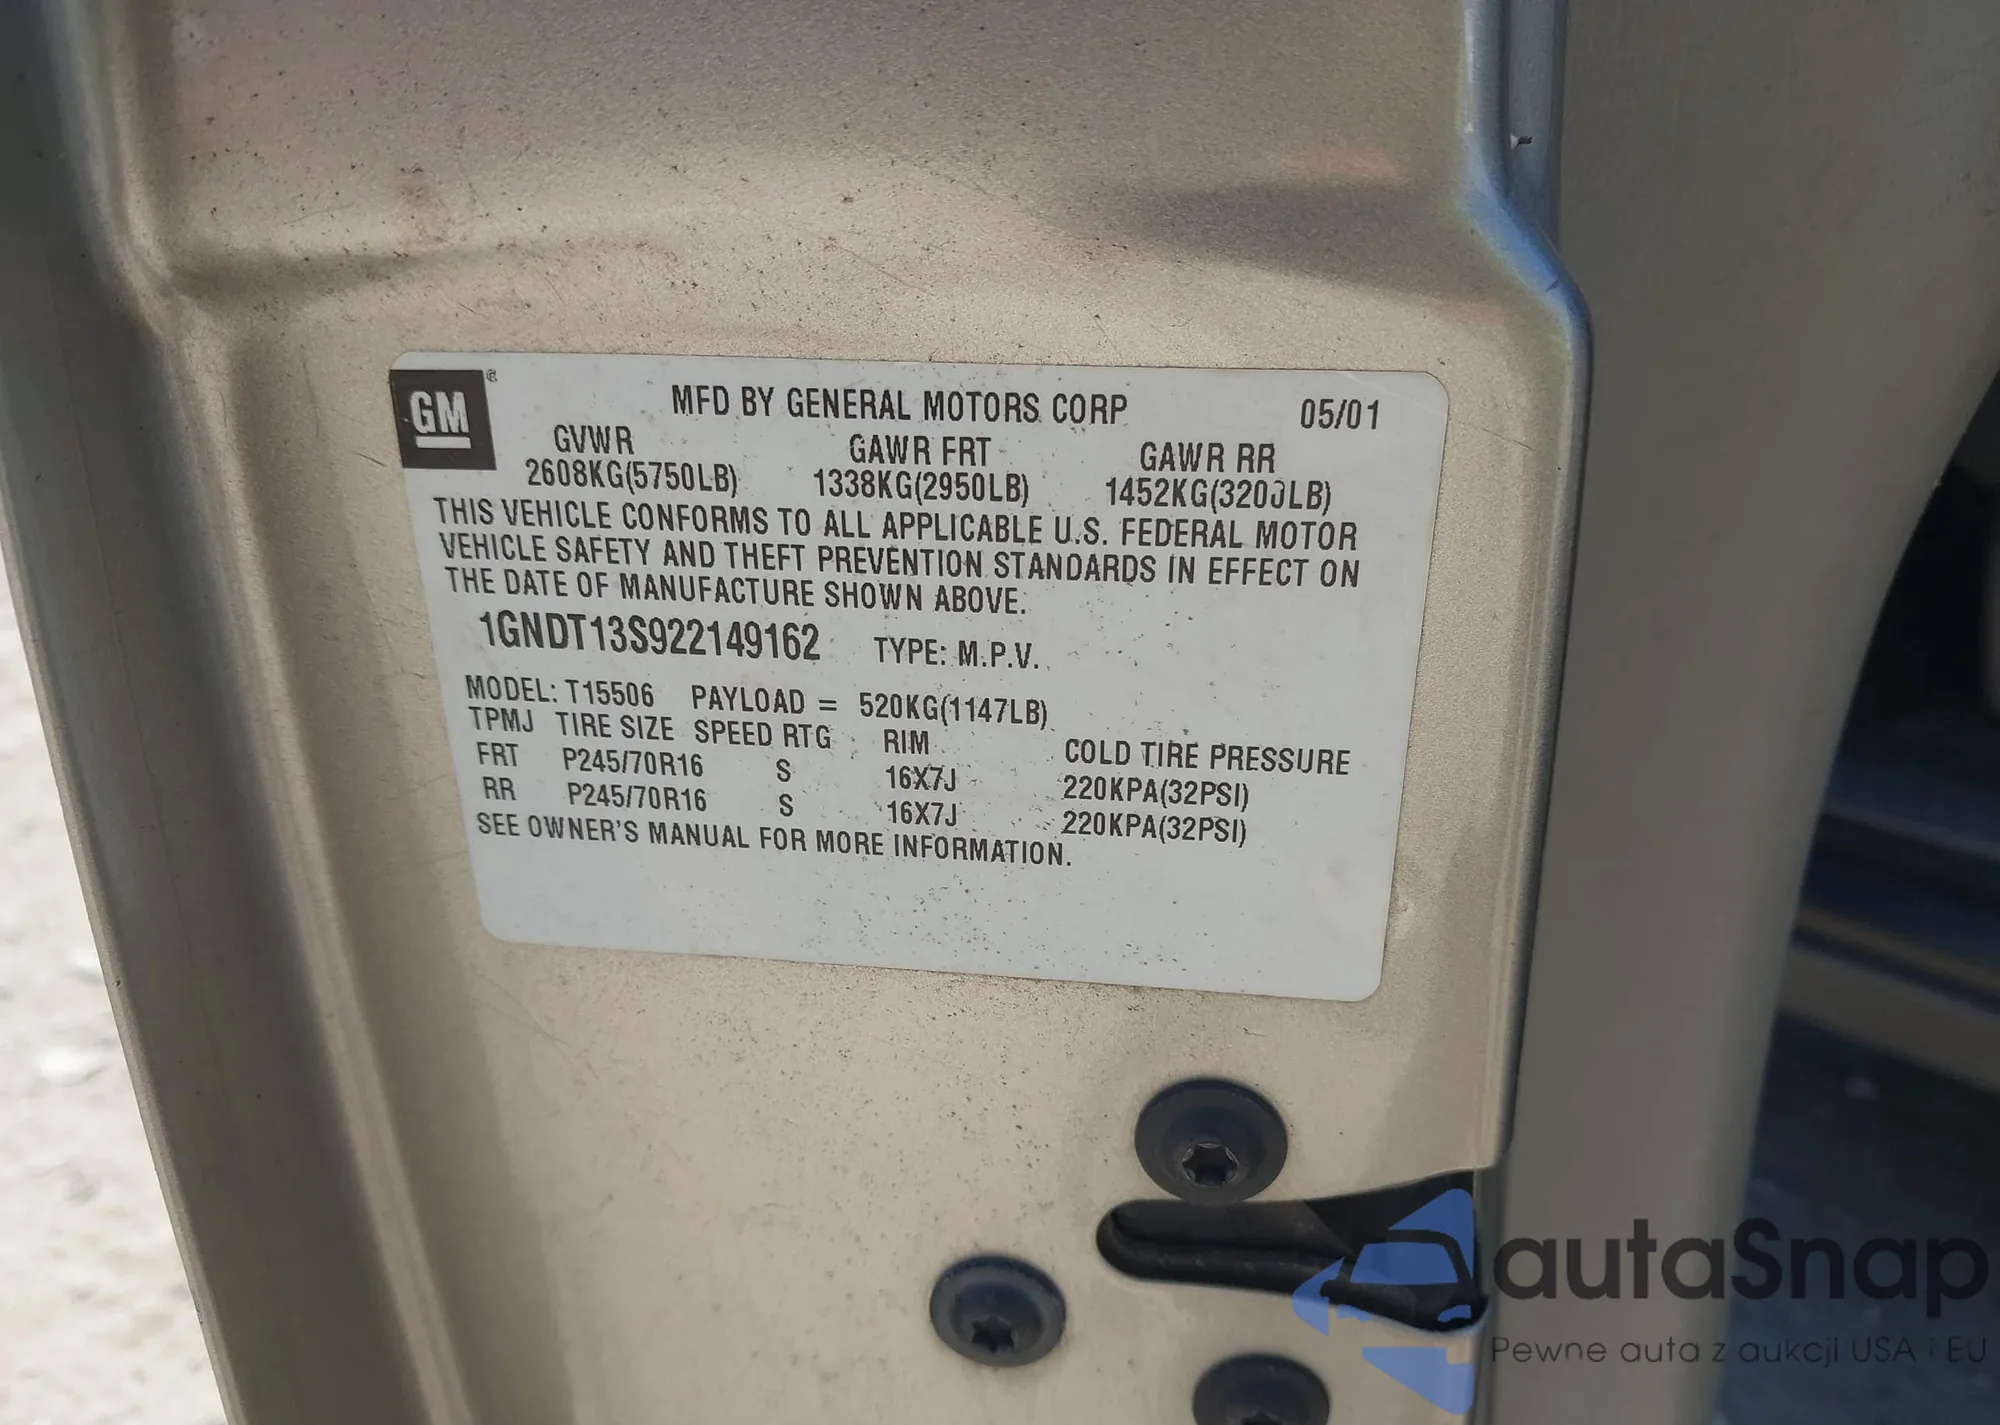 GM ®
MFD BY GENERAL MOTORS CORP 05/01
GVWR GAWR FRT GAWR RR
2608KG(5750LB) 1338KG(2950LB) 1452KG(3200LB)
THIS VEHICLE CONFORMS TO ALL APPLICABLE U.S. FEDERAL MOTOR
VEHICLE SAFETY AND THEFT PREVENTION STANDARDS IN EFFECT ON
THE DATE OF MANUFACTURE SHOWN ABOVE.
1GNDT13S922149162 TYPE: M.P.V.
MODEL: T15506 PAYLOAD = 520KG(1147LB)
TPMJ TIRE SIZE SPEED RTG RIM COLD TIRE PRESSURE
FRT P245/70R16 S 16X7J 220KPA(32PSI)
RR P245/70R16 S 16X7J 220KPA(32PSI)
SEE OWNER'S MANUAL FOR MORE INFORMATION.
autaSnap
Pewne auta z aukcji USA i EU